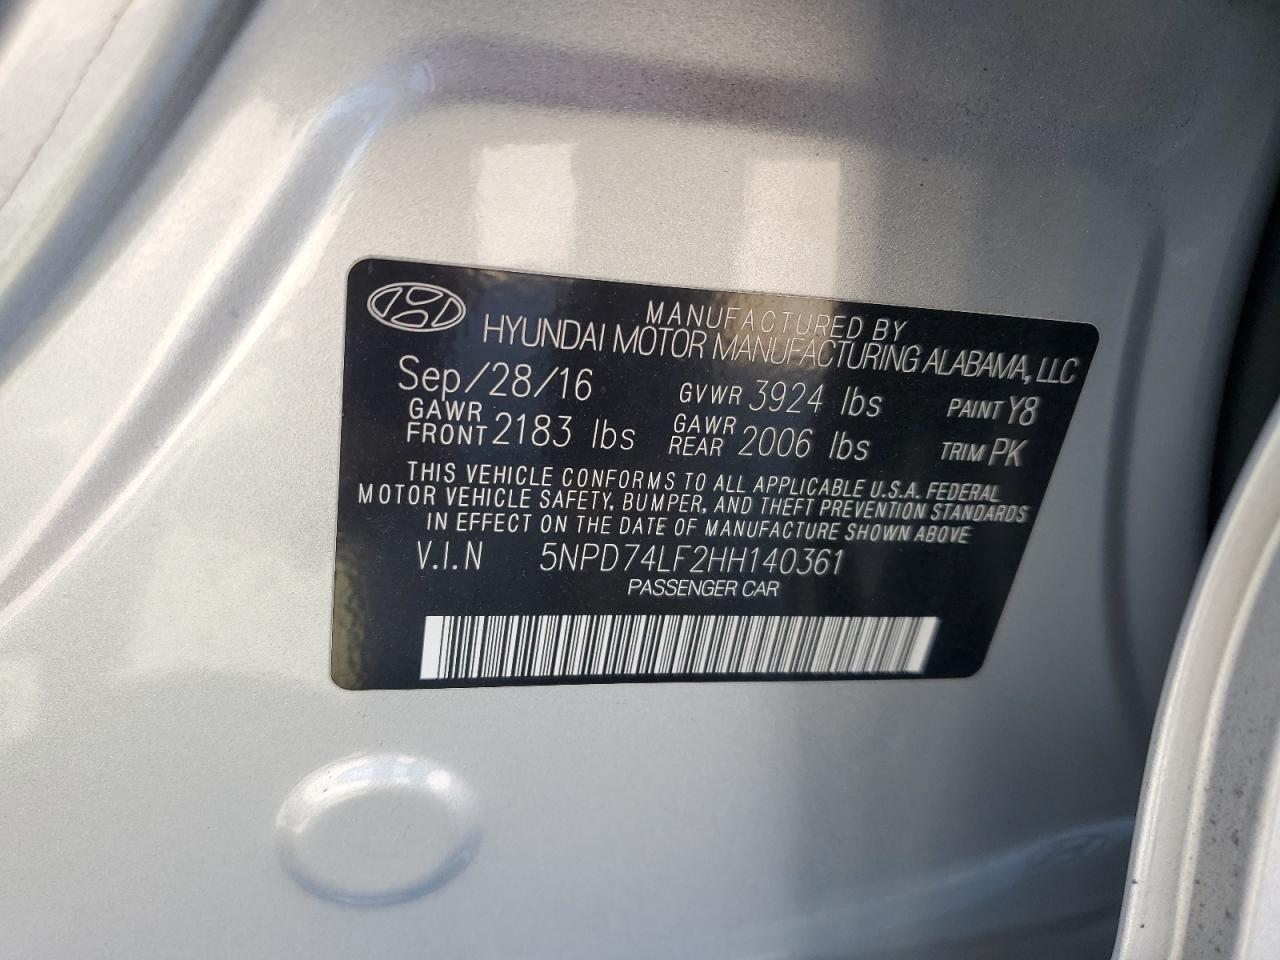 MANUFACTURED BY
HYUNDAI MOTOR MANUFACTURING ALABAMA, LLC
Sep/28/16 GVWR 3924 lbs PAINT Y8
GAWR FRONT 2183 lbs GAWR REAR 2006 lbs TRIM PK
THIS VEHICLE CONFORMS TO ALL APPLICABLE U.S.A. FEDERAL
MOTOR VEHICLE SAFETY, BUMPER, AND THEFT PREVENTION STANDARDS
IN EFFECT ON THE DATE OF MANUFACTURE SHOWN ABOVE
V.I.N 5NPD74LF2HH140361
PASSENGER CAR